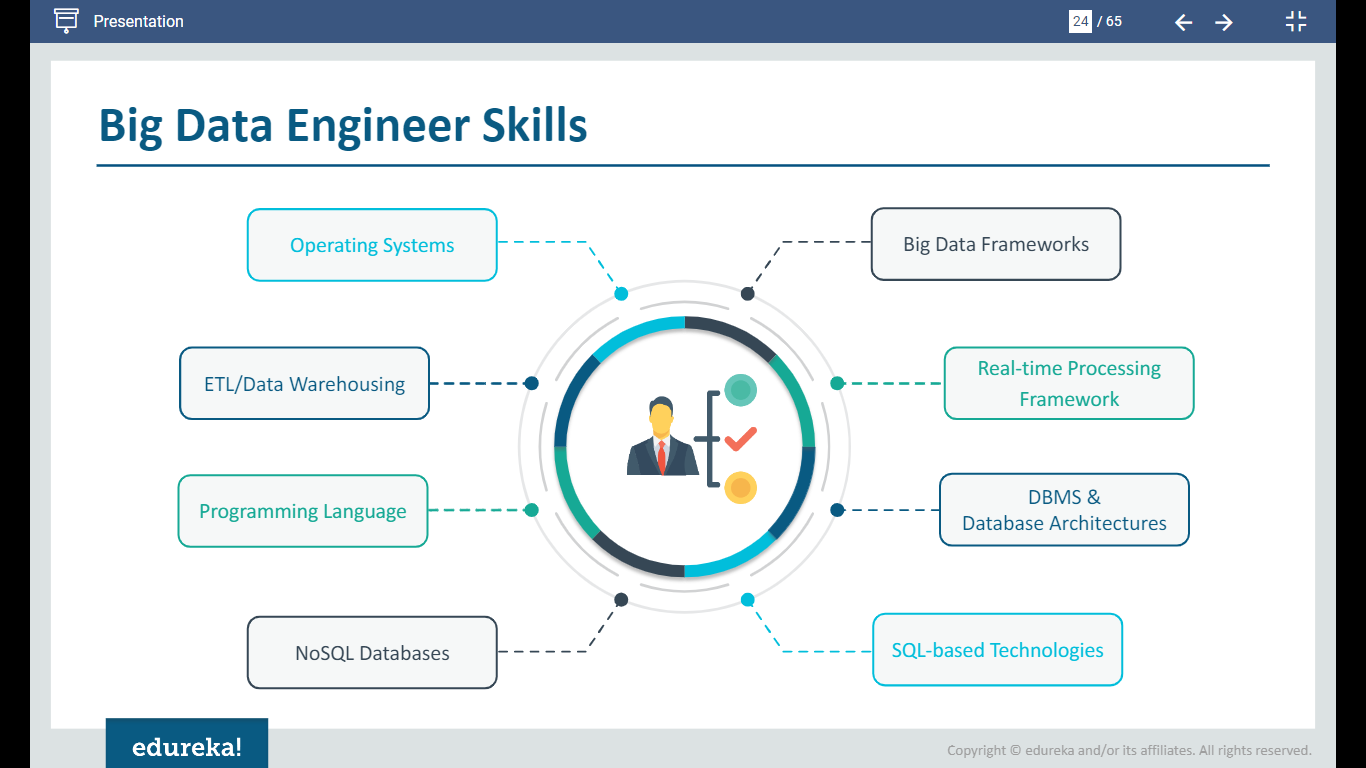 Presentation
24 / 65
Big Data Engineer Skills
Operating Systems
Big Data Frameworks
ETL/Data Warehousing
Real-time Processing
Framework
Programming Language
DBMS &
Database Architectures
NoSQL Databases
SQL-based Technologies
edureka!
Copyright © edureka and/or its affiliates. All rights reserved.